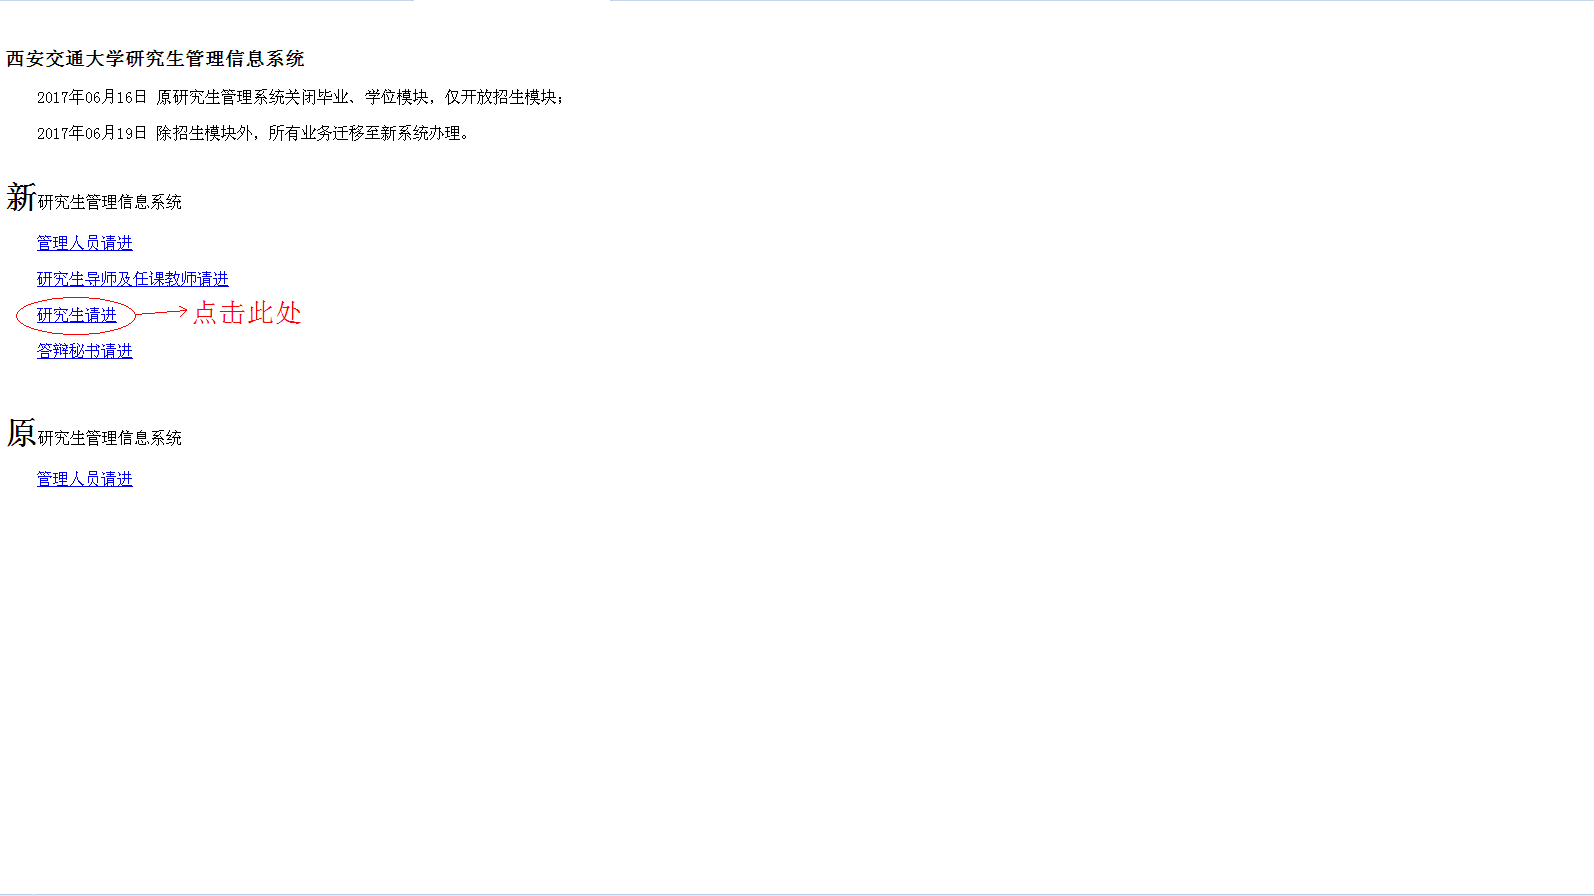 西安交通大学研究生管理信息系统
2017年06月16日 原研究生管理系统关闭毕业、学位模块，仅开放招生模块；
2017年06月19日 除招生模块外，所有业务迁移至新系统办理。
新研究生管理信息系统
管理人员请进
研究生导师及任课教师请进
研究生请进 点击此处
答辩秘书请进
原研究生管理信息系统
管理人员请进